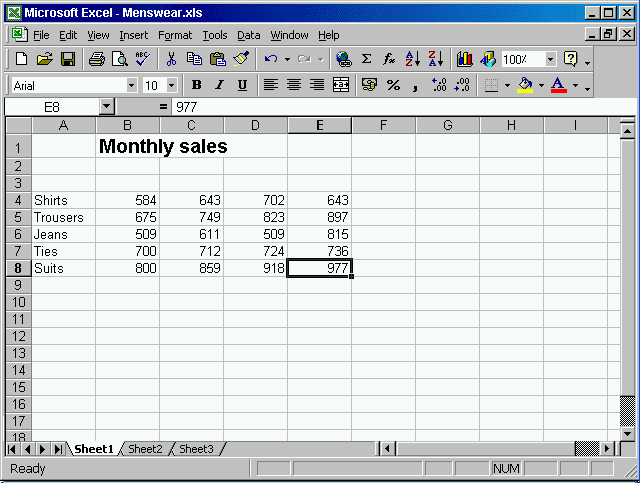 Microsoft Excel - Menswear.xls
File Edit View Insert Format Tools Data Window Help
ABC Σ fx A Z Z A 100% ?
Arial 10 B I U % , A
E8 = 977
A B C D E F G H I
1 Monthly sales
2
3
4 Shirts 584 643 702 643
5 Trousers 675 749 823 897
6 Jeans 509 611 509 815
7 Ties 700 712 724 736
8 Suits 800 859 918 977
9
10
11
12
13
14
15
16
17
18
Sheet1 Sheet2 Sheet3
Ready NUM